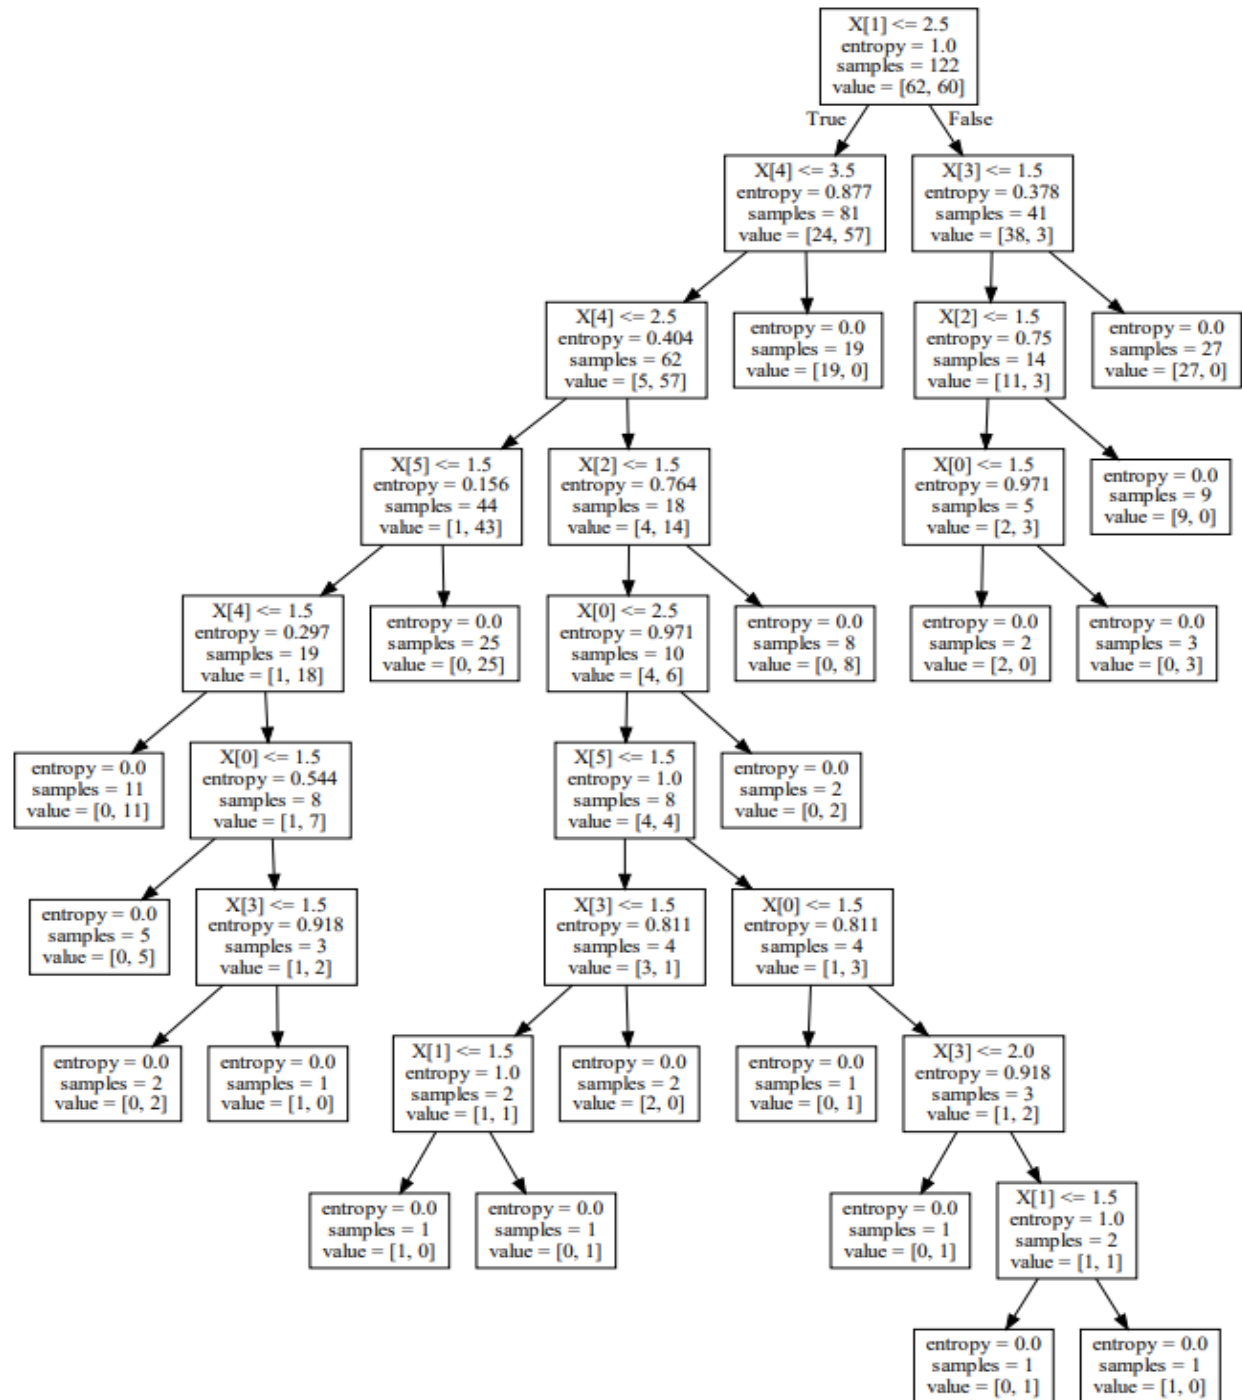 X[1] <= 2.5
entropy = 1.0
samples = 122
value = [62, 60]
True
False
X[4] <= 3.5
entropy = 0.877
samples = 81
value = [24, 57]
X[3] <= 1.5
entropy = 0.378
samples = 41
value = [38, 3]
X[4] <= 2.5
entropy = 0.404
samples = 62
value = [5, 57]
entropy = 0.0
samples = 19
value = [19, 0]
X[2] <= 1.5
entropy = 0.75
samples = 14
value = [11, 3]
entropy = 0.0
samples = 27
value = [27, 0]
X[5] <= 1.5
entropy = 0.156
samples = 44
value = [1, 43]
X[2] <= 1.5
entropy = 0.764
samples = 18
value = [4, 14]
X[0] <= 1.5
entropy = 0.971
samples = 5
value = [2, 3]
entropy = 0.0
samples = 9
value = [9, 0]
X[4] <= 1.5
entropy = 0.297
samples = 19
value = [1, 18]
entropy = 0.0
samples = 25
value = [0, 25]
X[0] <= 2.5
entropy = 0.971
samples = 10
value = [4, 6]
entropy = 0.0
samples = 8
value = [0, 8]
entropy = 0.0
samples = 2
value = [2, 0]
entropy = 0.0
samples = 3
value = [0, 3]
entropy = 0.0
samples = 11
value = [0, 11]
X[0] <= 1.5
entropy = 0.544
samples = 8
value = [1, 7]
X[5] <= 1.5
entropy = 1.0
samples = 8
value = [4, 4]
entropy = 0.0
samples = 2
value = [0, 2]
entropy = 0.0
samples = 5
value = [0, 5]
X[3] <= 1.5
entropy = 0.918
samples = 3
value = [1, 2]
X[3] <= 1.5
entropy = 0.811
samples = 4
value = [3, 1]
X[0] <= 1.5
entropy = 0.811
samples = 4
value = [1, 3]
entropy = 0.0
samples = 2
value = [0, 2]
entropy = 0.0
samples = 1
value = [1, 0]
X[1] <= 1.5
entropy = 1.0
samples = 2
value = [1, 1]
entropy = 0.0
samples = 2
value = [2, 0]
entropy = 0.0
samples = 1
value = [0, 1]
X[3] <= 2.0
entropy = 0.918
samples = 3
value = [1, 2]
entropy = 0.0
samples = 1
value = [1, 0]
entropy = 0.0
samples = 1
value = [0, 1]
entropy = 0.0
samples = 1
value = [0, 1]
X[1] <= 1.5
entropy = 1.0
samples = 2
value = [1, 1]
entropy = 0.0
samples = 1
value = [0, 1]
entropy = 0.0
samples = 1
value = [1, 0]